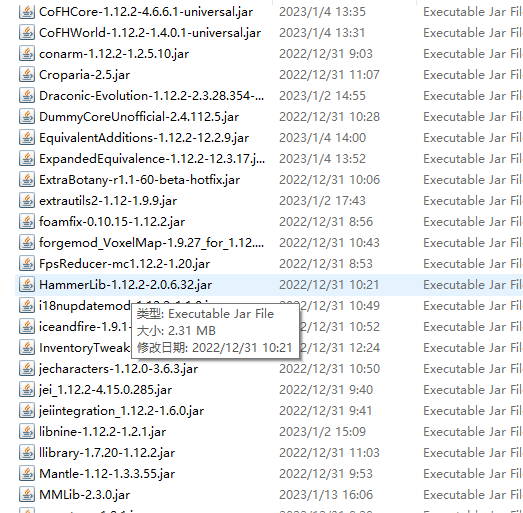 CoFHCore-1.12.2-4.6.6.1-universal.jar 2023/1/4 13:35 Executable Jar Fil
CoFHWorld-1.12.2-1.4.0.1-universal.jar 2023/1/4 13:31 Executable Jar Fil
conarm-1.12.2-1.2.5.10.jar 2022/12/31 9:03 Executable Jar Fil
Croparia-2.5.jar 2022/12/31 11:07 Executable Jar Fil
Draconic-Evolution-1.12.2-2.3.28.354-... 2023/1/2 14:55 Executable Jar Fil
DummyCoreUnofficial-2.4.112.5.jar 2022/12/31 10:28 Executable Jar Fil
EquivalentAdditions-1.12.2-12.2.9.jar 2023/1/4 14:00 Executable Jar Fil
ExpandedEquivalence-1.12.2-12.3.17.j... 2023/1/4 13:52 Executable Jar Fil
ExtraBotany-r1.1-60-beta-hotfix.jar 2022/12/31 10:06 Executable Jar Fil
extrautils2-1.12-1.9.9.jar 2023/1/2 17:43 Executable Jar Fil
foamfix-0.10.15-1.12.2.jar 2022/12/31 8:56 Executable Jar Fil
forgemod_VoxelMap-1.9.27_for_1.12.... 2022/12/31 10:43 Executable Jar Fil
FpsReducer-mc1.12.2-1.20.jar 2022/12/31 8:53 Executable Jar Fil
HammerLib-1.12.2-2.0.6.32.jar 2022/12/31 10:21 Executable Jar Fil
i18nupdatemod 2022/12/31 10:49 Executable Jar Fil
类型: Executable Jar File
iceandfire-1.9.1- 2022/12/31 10:52 Executable Jar Fil
大小: 2.31 MB
InventoryTweak 2022/12/31 12:24 Executable Jar Fil
修改日期: 2022/12/31 10:21
jecharacters-1.12.0-3.6.3.jar 2022/12/31 10:50 Executable Jar Fil
jei_1.12.2-4.15.0.285.jar 2022/12/31 9:40 Executable Jar Fil
jeiintegration_1.12.2-1.6.0.jar 2022/12/31 9:41 Executable Jar Fil
libnine-1.12.2-1.2.1.jar 2023/1/2 15:09 Executable Jar Fil
llibrary-1.7.20-1.12.2.jar 2022/12/31 11:03 Executable Jar Fil
Mantle-1.12-1.3.3.55.jar 2022/12/31 9:53 Executable Jar Fil
MMLib-2.3.0.jar 2023/1/13 16:06 Executable Jar Fil